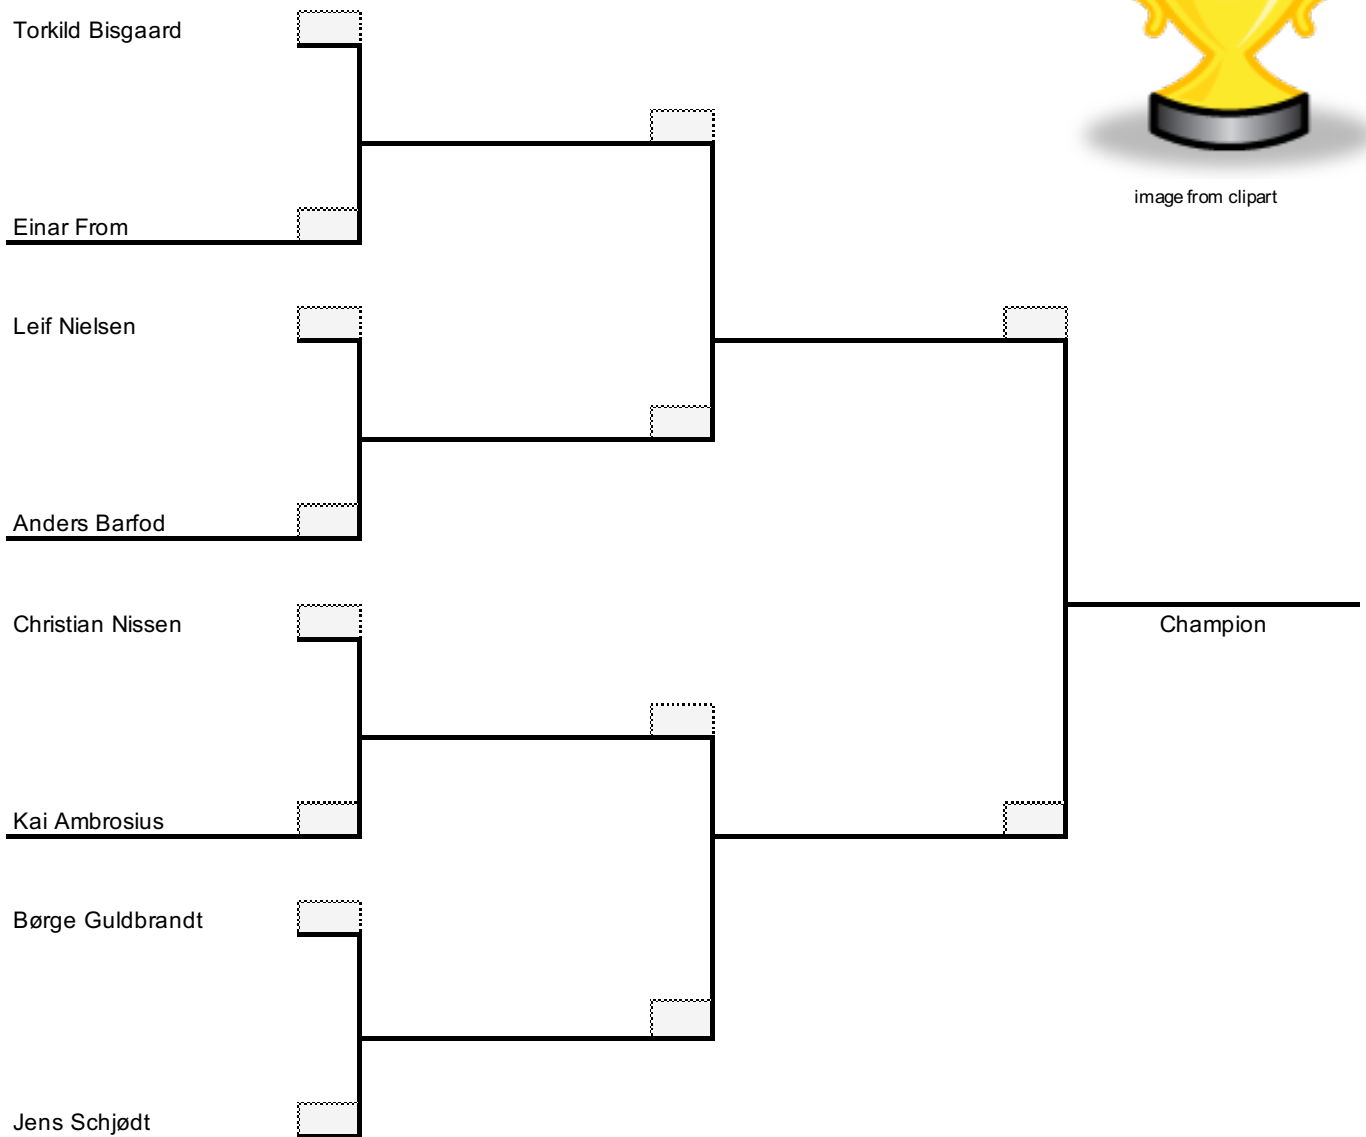 Torkild Bisgaard
image from clipart
Einar From
Leif Nielsen
Anders Barfod
Christian Nissen
Champion
Kai Ambrosius
Børge Guldbrandt
Jens Schjødt